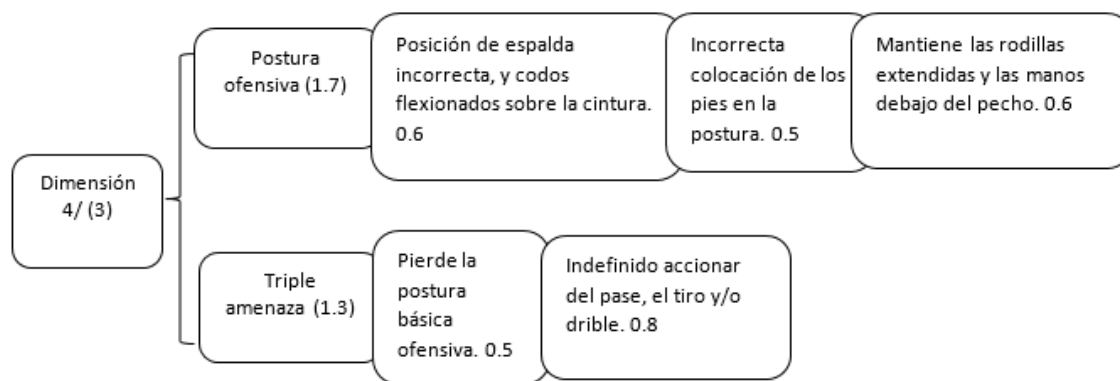 Dimensión
4/ (3)
Postura
ofensiva (1.7)
Posición de espalda
incorrecta, y codos
flexionados sobre la cintura.
0.6
Incorrecta
colocación de los
pies en la
postura. 0.5
Mantiene las rodillas
extendidas y las manos
debajo del pecho. 0.6
Triple
amenaza (1.3)
Pierde la
postura
básica
ofensiva. 0.5
Indefinido accionar
del pase, el tiro y/o
drible. 0.8